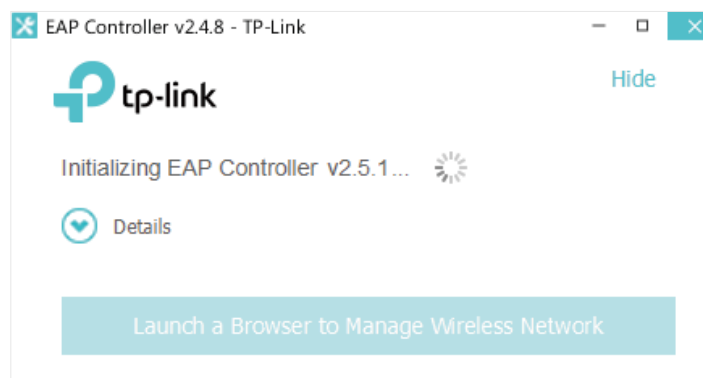 EAP Controller v2.4.8 - TP-Link
Hide
tp-link
Initializing EAP Controller v2.5.1...
Details
Launch a Browser to Manage Wireless Network